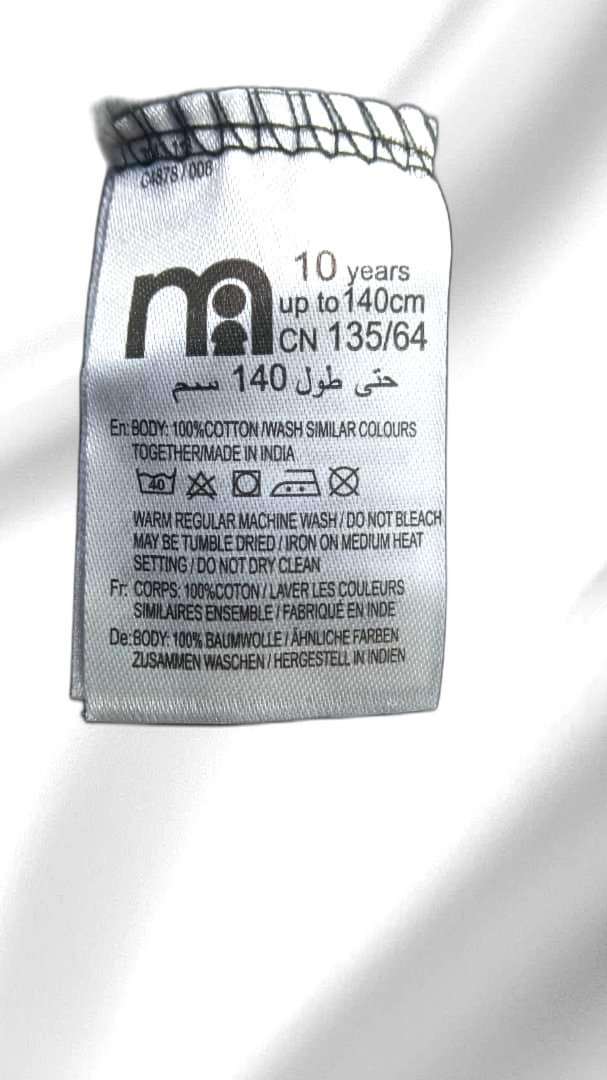 C4878 / 006
m
10 years
up to 140cm
CN 135/64
حتى طول 140 سم
En: BODY: 100%COTTON /WASH SIMILAR COLOURS
TOGETHER/MADE IN INDIA
40
WARM REGULAR MACHINE WASH / DO NOT BLEACH
MAY BE TUMBLE DRIED / IRON ON MEDIUM HEAT
SETTING / DO NOT DRY CLEAN
Fr: CORPS: 100%COTON / LAVER LES COULEURS
SIMILAIRES ENSEMBLE / FABRIQUÉ EN INDE
De: BODY: 100% BAUMWOLLE / ÄHNLICHE FARBEN
ZUSAMMEN WASCHEN / HERGESTELL IN INDIEN